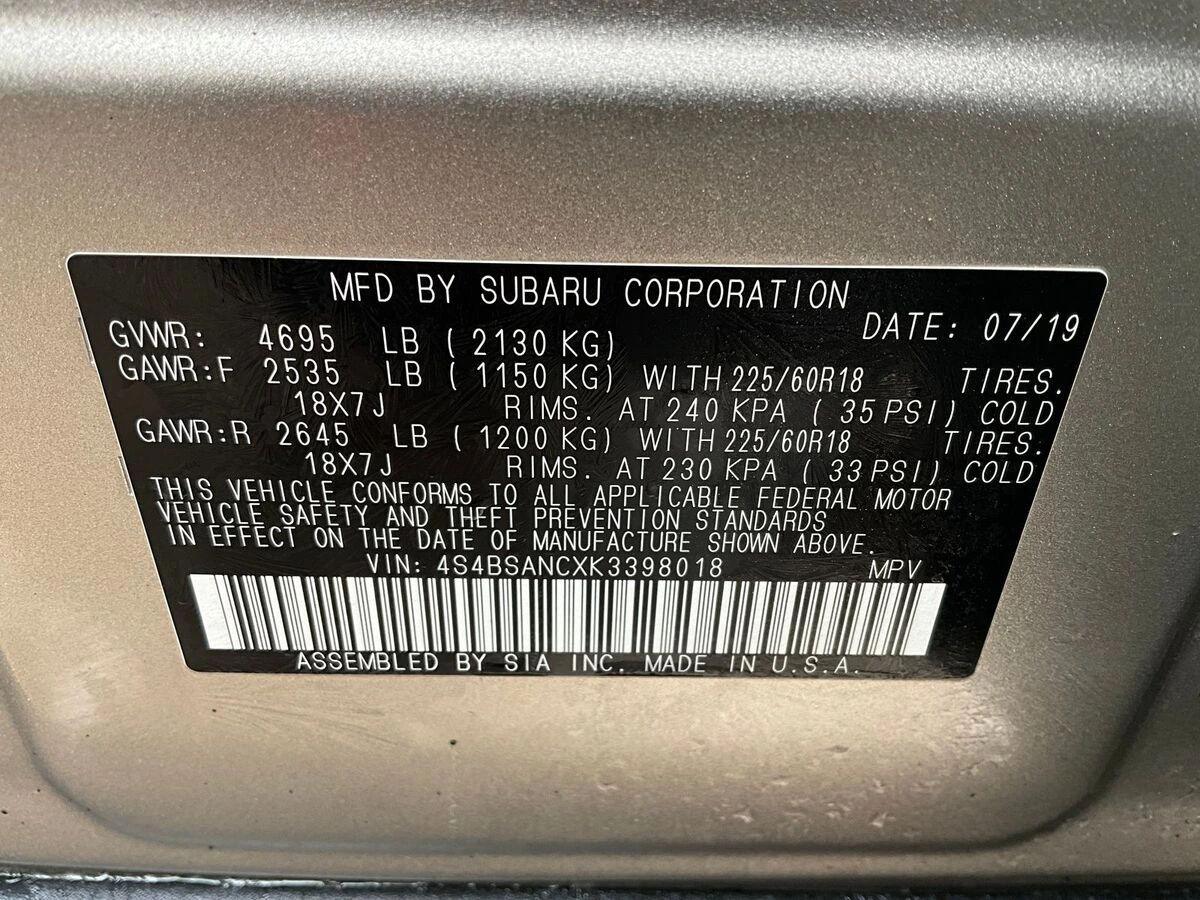 MFD BY SUBARU CORPORATION
DATE: 07/19
GVWR: 4695 LB ( 2130 KG)
GAWR:F 2535 LB ( 1150 KG) WITH 225/60R18 TIRES.
18X7J RIMS. AT 240 KPA ( 35 PSI) COLD
GAWR:R 2645 LB ( 1200 KG) WITH 225/60R18 TIRES.
18X7J RIMS. AT 230 KPA ( 33 PSI) COLD
THIS VEHICLE CONFORMS TO ALL APPLICABLE FEDERAL MOTOR
VEHICLE SAFETY AND THEFT PREVENTION STANDARDS
IN EFFECT ON THE DATE OF MANUFACTURE SHOWN ABOVE.
VIN: 4S4BSANCXK3398018 MPV
ASSEMBLED BY SIA INC. MADE IN U.S.A.